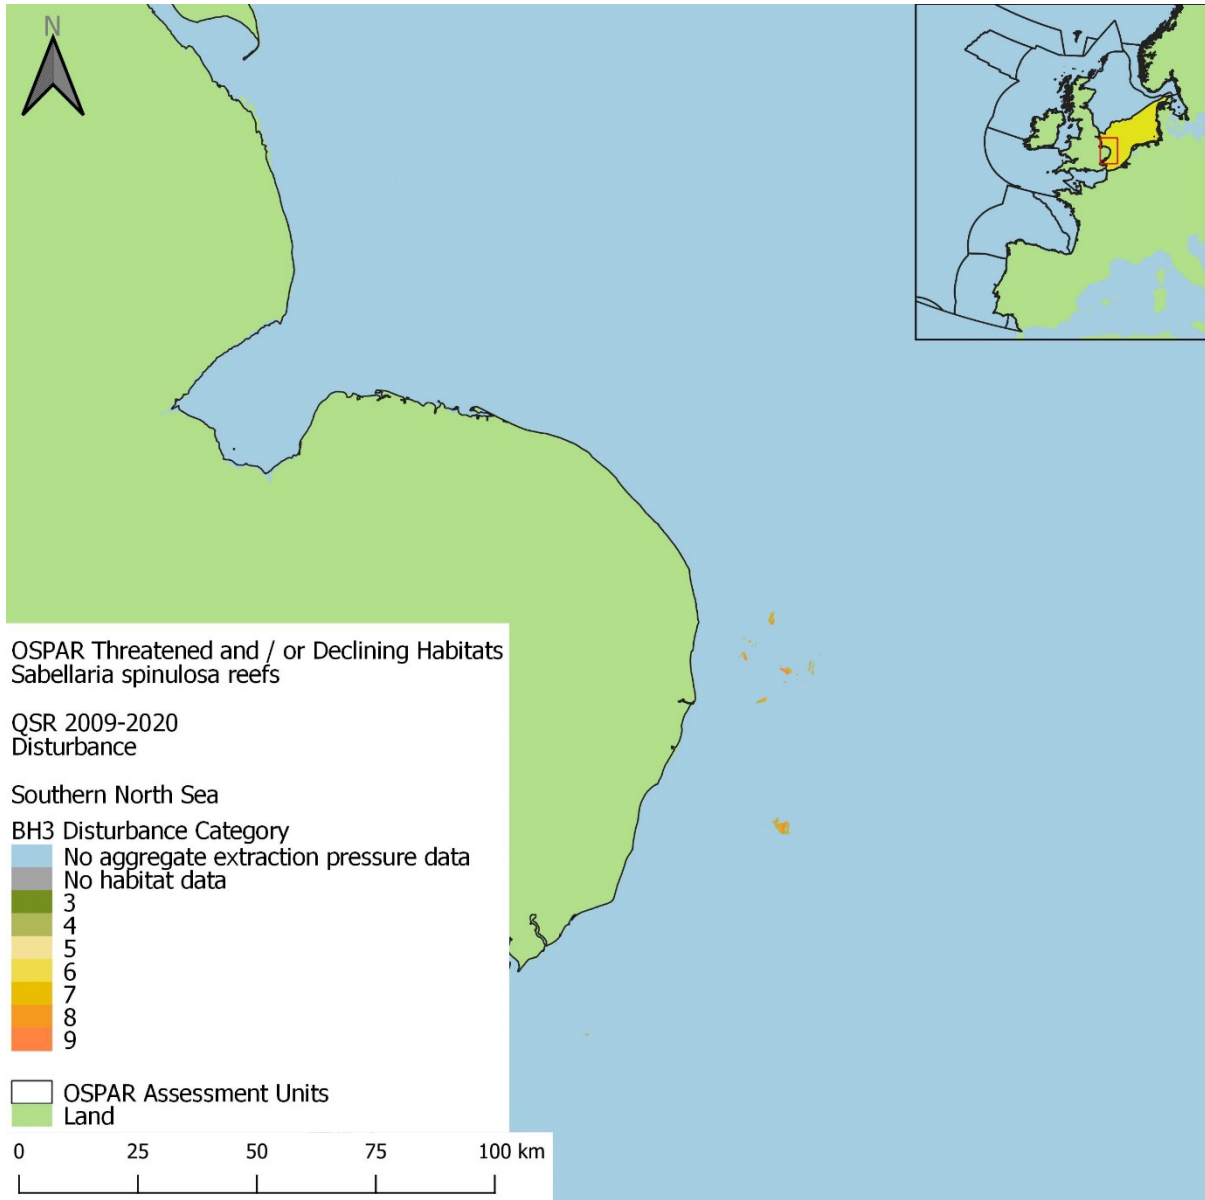 N
OSPAR Threatened and / or Declining Habitats
Sabellaria spinulosa reefs
QSR 2009-2020
Disturbance
Southern North Sea
BH3 Disturbance Category
No aggregate extraction pressure data
No habitat data
3
4
5
6
7
8
9
OSPAR Assessment Units
Land
0 25 50 75 100 km